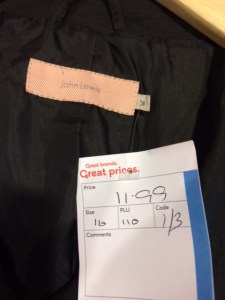 John Lewis
Great brands.
Great prices.
Price
11-99
Size
PLU
Code
16
110
1/3
Comments